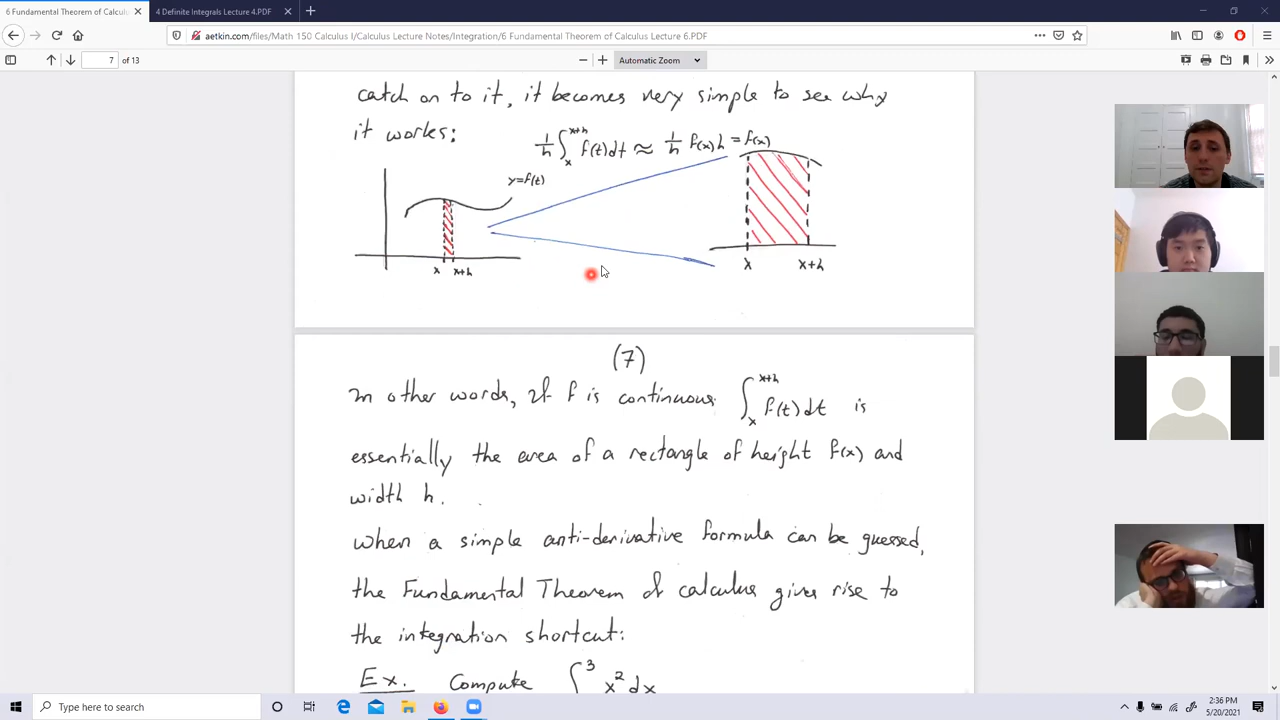 6 Fundamental Theorem of Calculu
4 Definite Integrals Lecture 4.PDF
aetkin.com/files/Math 150 Calculus I/Calculus Lecture Notes/Integration/6 Fundamental Theorem of Calculus Lecture 6.PDF
7 of 13
Automatic Zoom
catch on to it, it becomes very simple to see why
it works:
1/h ∫_x^{x+h} f(t)dt ≈ 1/h f(x)h = f(x)
y=f(t)
x x+h
x x+h
(7)
In other words, If f is continuous ∫_x^{x+h} f(t)dt is
essentially the area of a rectangle of height f(x) and
width h.
When a simple anti-derivative formula can be guessed,
the Fundamental Theorem of calculus gives rise to
the integration shortcut:
Ex. Compute ∫^3 x²dx
Type here to search
2:36 PM
5/20/2021